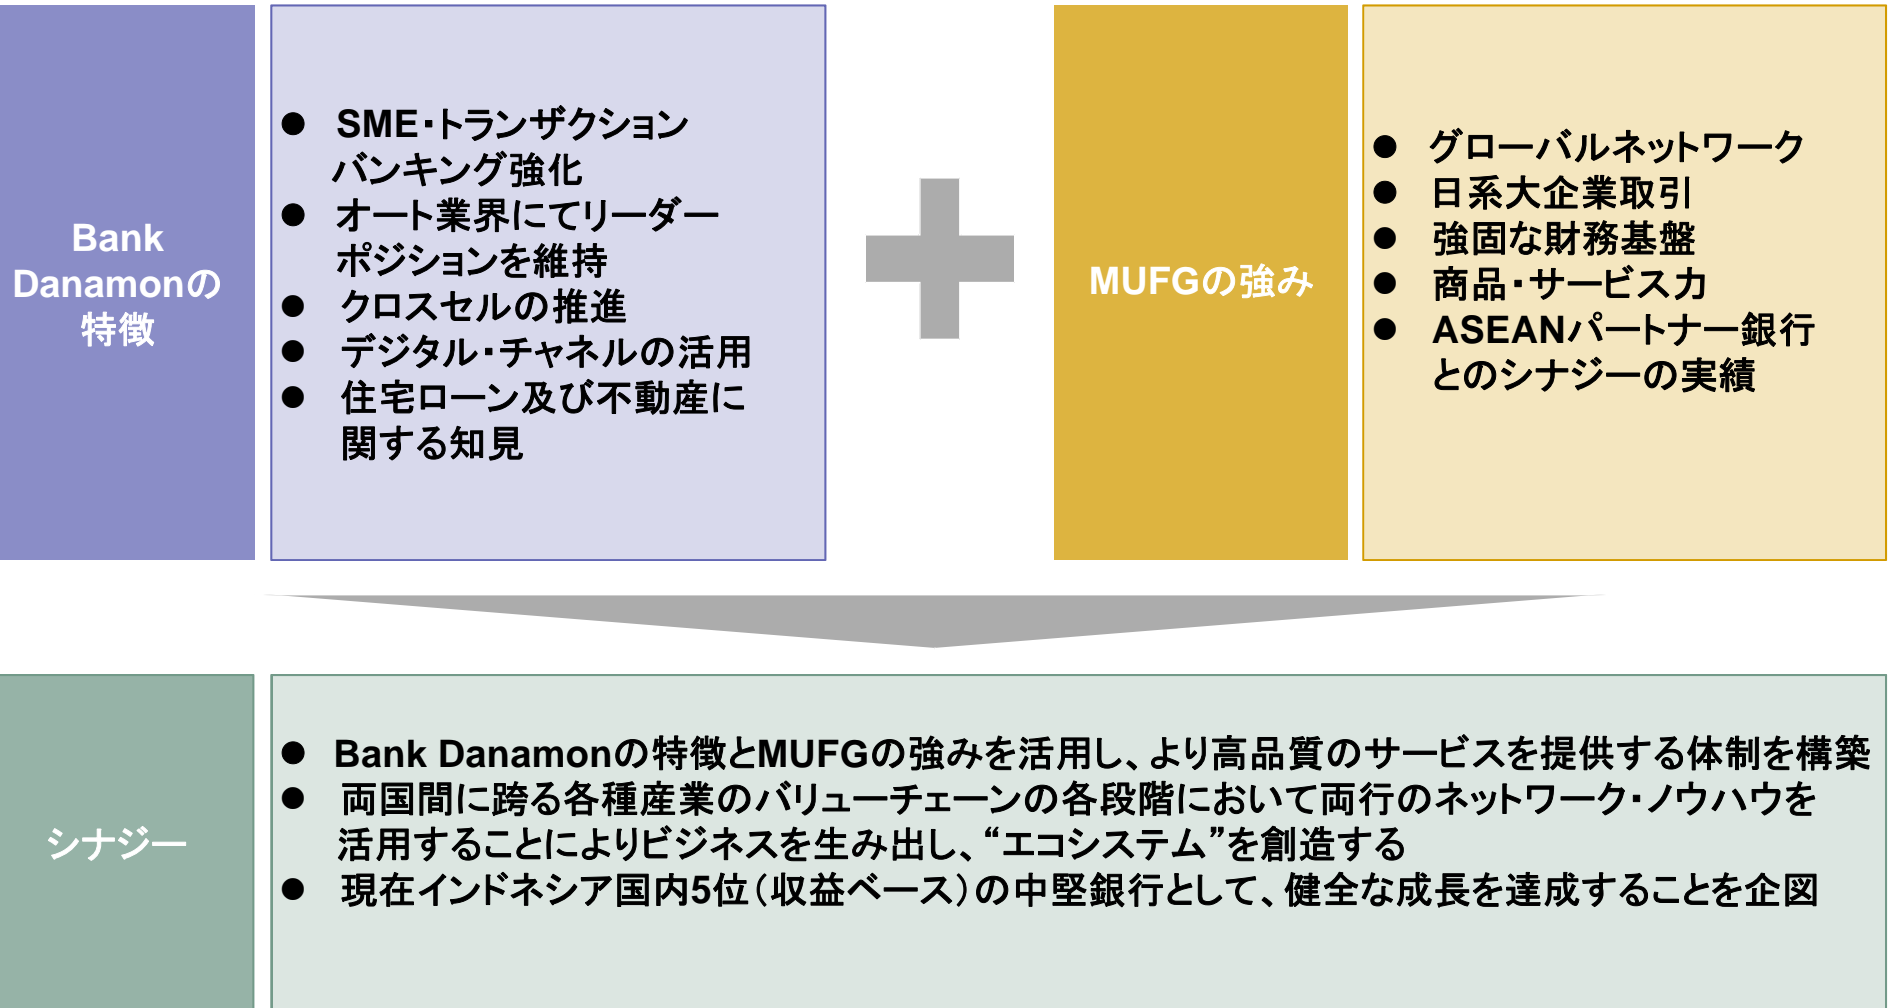 Bank
Danamonの
特徴
● SME・トランザクション
バンキング強化
● オート業界にてリーダー
ポジションを維持
● クロスセルの推進
● デジタル・チャネルの活用
● 住宅ローン及び不動産に
関する知見
MUFGの強み
● グローバルネットワーク
● 日系大企業取引
● 強固な財務基盤
● 商品・サービス力
● ASEANパートナー銀行
とのシナジーの実績
シナジー
● Bank Danamonの特徴とMUFGの強みを活用し、より高品質のサービスを提供する体制を構築
● 両国間に跨る各種産業のバリューチェーンの各段階において両行のネットワーク・ノウハウを
活用することによりビジネスを生み出し、“エコシステム”を創造する
● 現在インドネシア国内5位（収益ベース）の中堅銀行として、健全な成長を達成することを企図